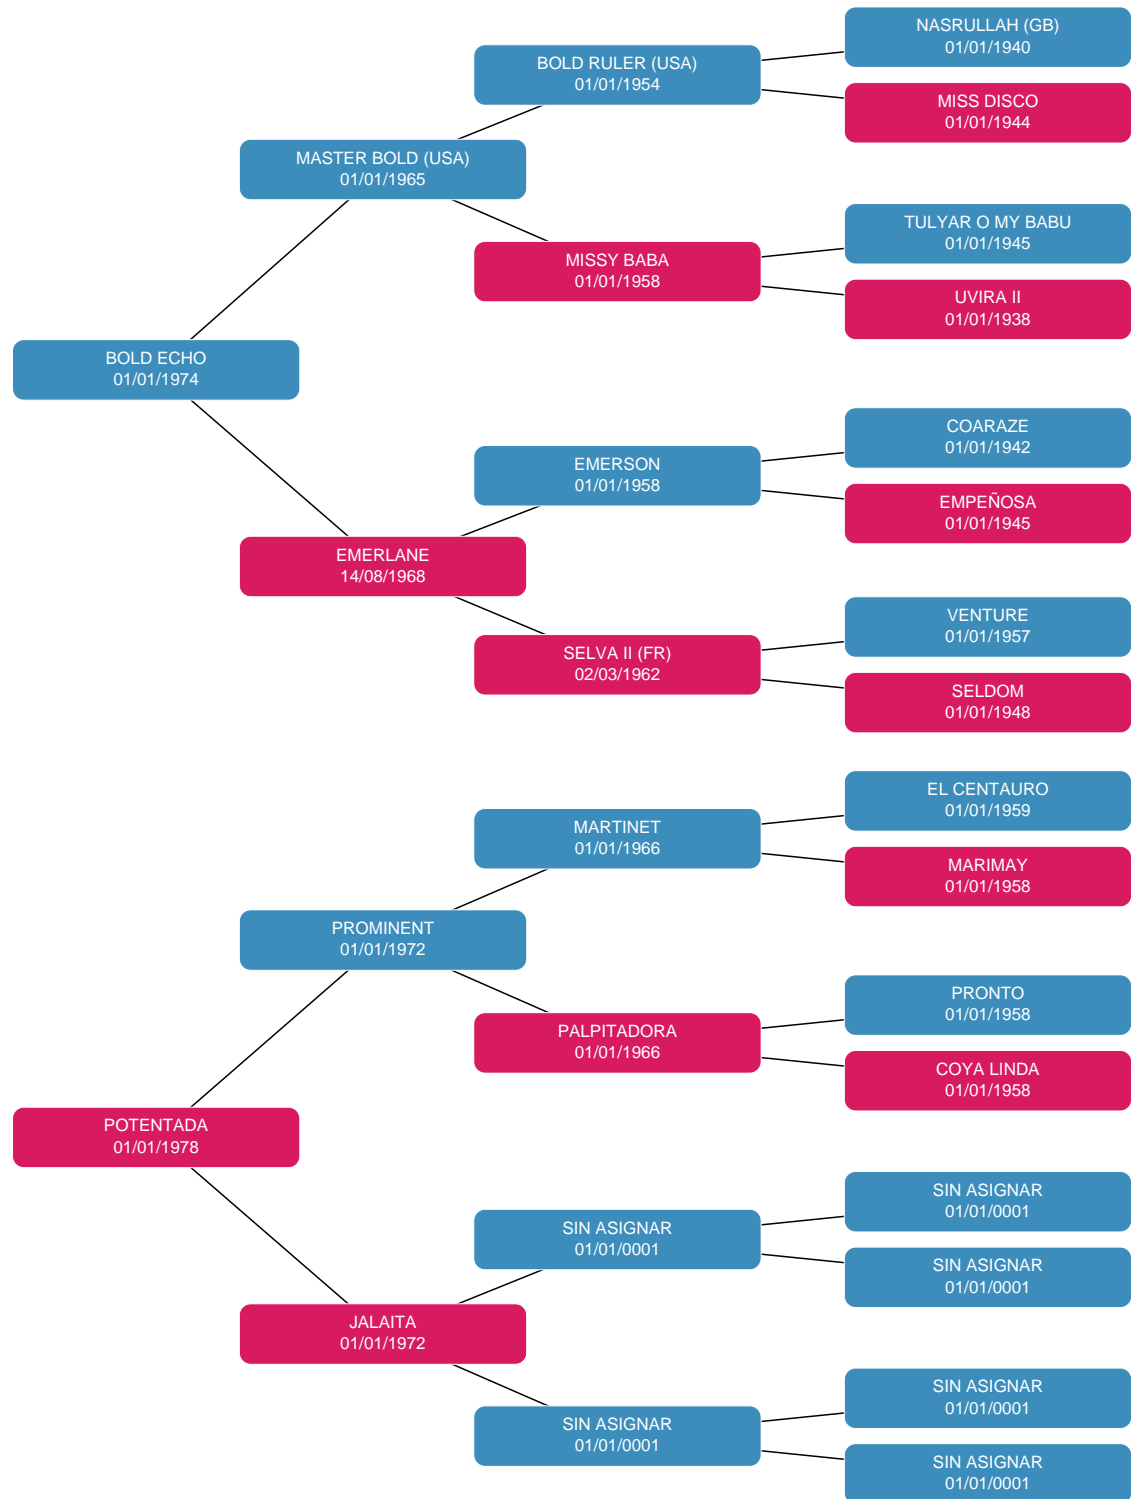 NASRULLAH (GB)
01/01/1940
BOLD RULER (USA)
01/01/1954
MISS DISCO
01/01/1944
MASTER BOLD (USA)
01/01/1965
TULYAR O MY BABU
01/01/1945
MISSY BABA
01/01/1958
UVIRA II
01/01/1938
BOLD ECHO
01/01/1974
COARAZE
01/01/1942
EMERSON
01/01/1958
EMPEÑOSA
01/01/1945
EMERLANE
14/08/1968
VENTURE
01/01/1957
SELVA II (FR)
02/03/1962
SELDOM
01/01/1948
EL CENTAURO
01/01/1959
MARTINET
01/01/1966
MARIMAY
01/01/1958
PROMINENT
01/01/1972
PRONTO
01/01/1958
PALPITADORA
01/01/1966
COYA LINDA
01/01/1958
POTENTADA
01/01/1978
SIN ASIGNAR
01/01/0001
SIN ASIGNAR
01/01/0001
SIN ASIGNAR
01/01/0001
JALAITA
01/01/1972
SIN ASIGNAR
01/01/0001
SIN ASIGNAR
01/01/0001
SIN ASIGNAR
01/01/0001